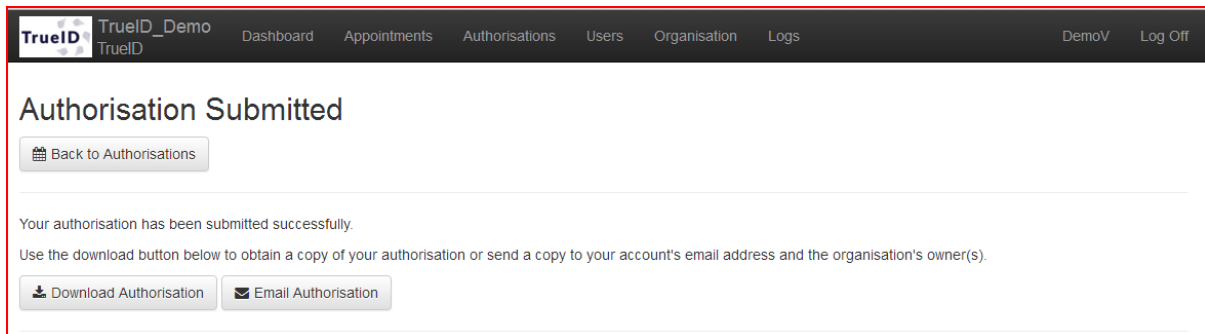 TrueID
TrueID_Demo
TrueID
Dashboard
Appointments
Authorisations
Users
Organisation
Logs
DemoV
Log Off
Authorisation Submitted
Back to Authorisations
Your authorisation has been submitted successfully.
Use the download button below to obtain a copy of your authorisation or send a copy to your account's email address and the organisation's owner(s).
Download Authorisation
Email Authorisation